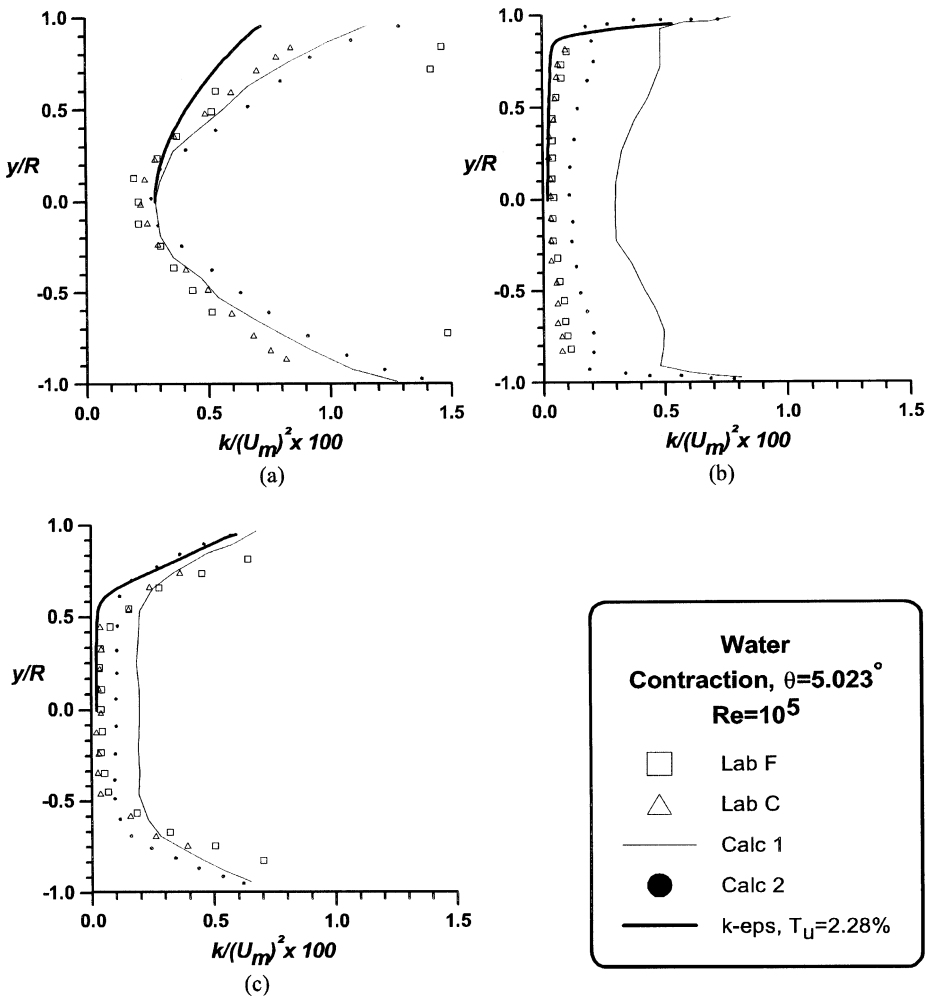 1.0
0.5
y/R
0.0
-0.5
-1.0
0.0 0.5 1.0 1.5
k/(Um)² x 100
(a)
1.0
0.5
y/R
0.0
-0.5
-1.0
0.0 0.5 1.0 1.5
k/(Um)² x 100
(b)
1.0
0.5
y/R
0.0
-0.5
-1.0
0.0 0.5 1.0 1.5
k/(Um)² x 100
(c)
Water
Contraction, θ=5.023°
Re=10⁵
Lab F
Lab C
Calc 1
Calc 2
k-eps, Tu=2.28%